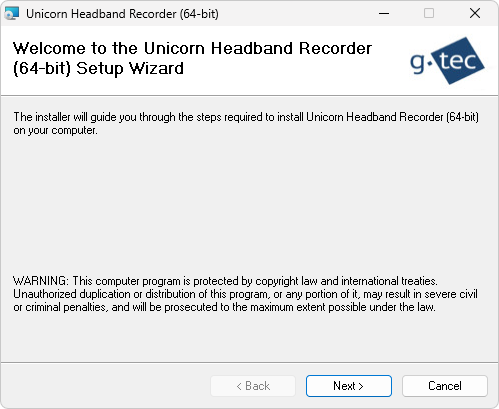 Unicorn Headband Recorder (64-bit)
Welcome to the Unicorn Headband Recorder
(64-bit) Setup Wizard
g.tec
The installer will guide you through the steps required to install Unicorn Headband Recorder (64-bit)
on your computer.
WARNING: This computer program is protected by copyright law and international treaties.
Unauthorized duplication or distribution of this program, or any portion of it, may result in severe civil
or criminal penalties, and will be prosecuted to the maximum extent possible under the law.
< Back
Next >
Cancel